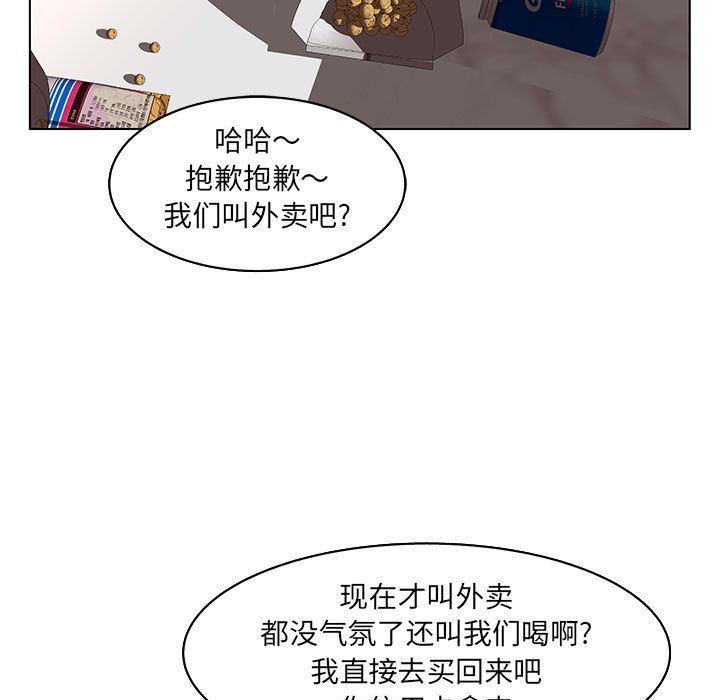 哈哈～
抱歉抱歉～
我们叫外卖吧?
现在才叫外卖
都没气氛了还叫我们喝啊?
我直接去买回来吧